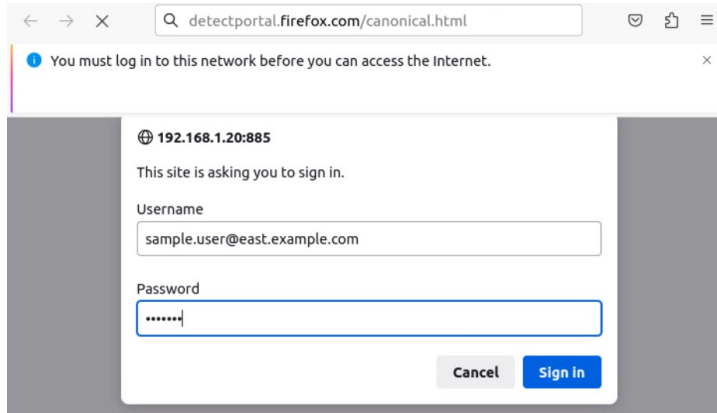 detectportal.firefox.com/canonical.html
You must log in to this network before you can access the Internet.
192.168.1.20:885
This site is asking you to sign in.
Username
sample.user@east.example.com
Password
•••••••
Cancel Sign in